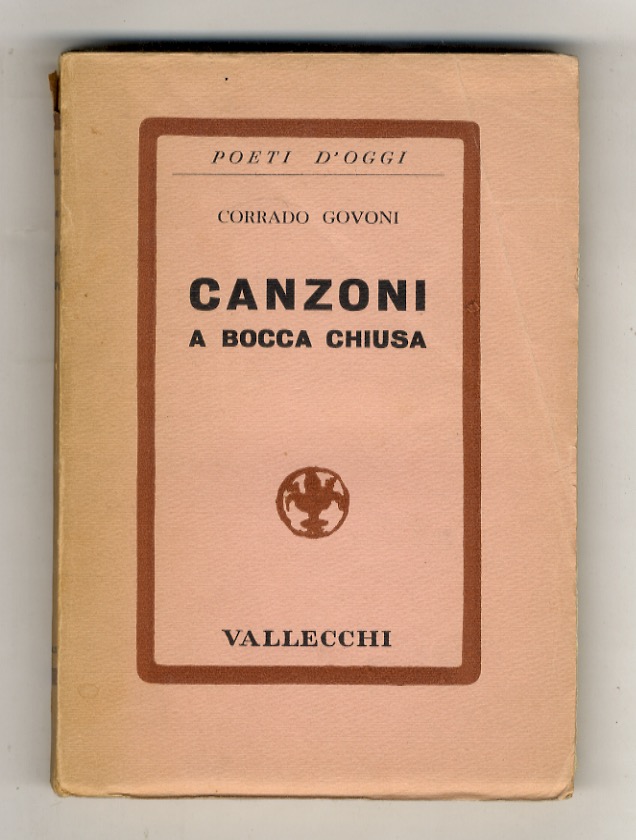 POETI D'OGGI
CORRADO GOVONI
CANZONI
A BOCCA CHIUSA
VALLECCHI